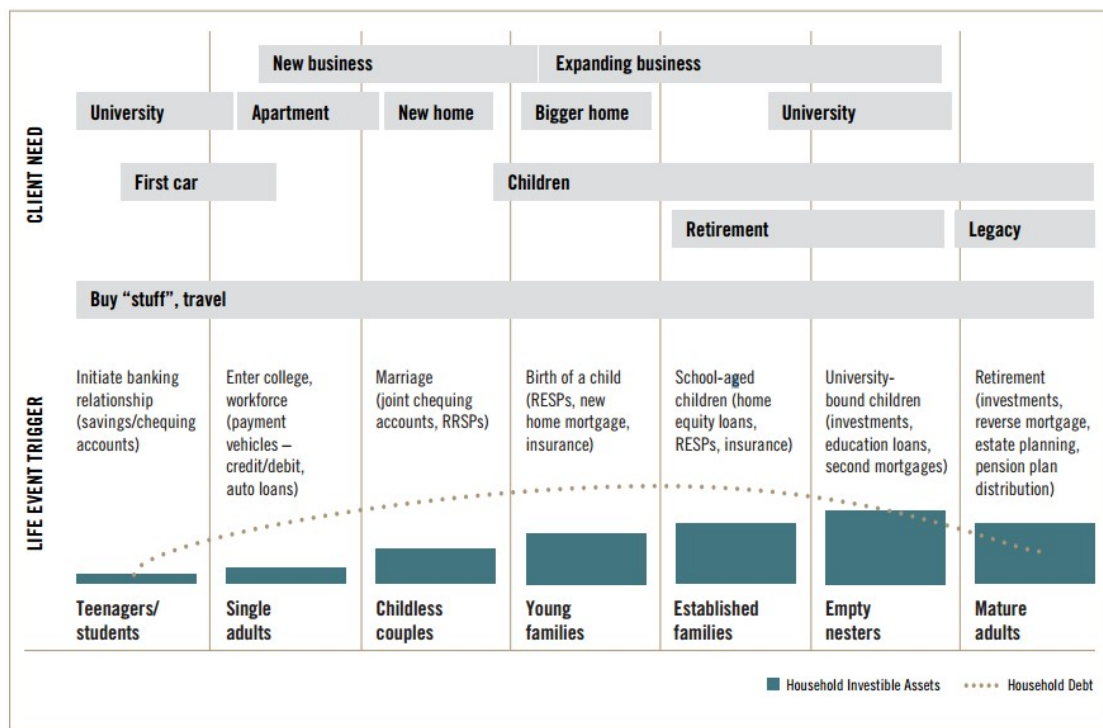 CLIENT NEED
New business
Expanding business
University
Apartment
New home
Bigger home
University
First car
Children
Retirement
Legacy
Buy “stuff”, travel
LIFE EVENT TRIGGER
Initiate banking
relationship
(savings/chequing
accounts)
Enter college,
workforce
(payment
vehicles –
credit/debit,
auto loans)
Marriage
(joint chequing
accounts, RRSPs)
Birth of a child
(RESPs, new
home mortgage,
insurance)
School-aged
children (home
equity loans,
RESPs, insurance)
University-
bound children
(investments,
education loans,
second mortgages)
Retirement
(investments,
reverse mortgage,
estate planning,
pension plan
distribution)
Teenagers/
students
Single
adults
Childless
couples
Young
families
Established
families
Empty
nesters
Mature
adults
Household Investible Assets
Household Debt